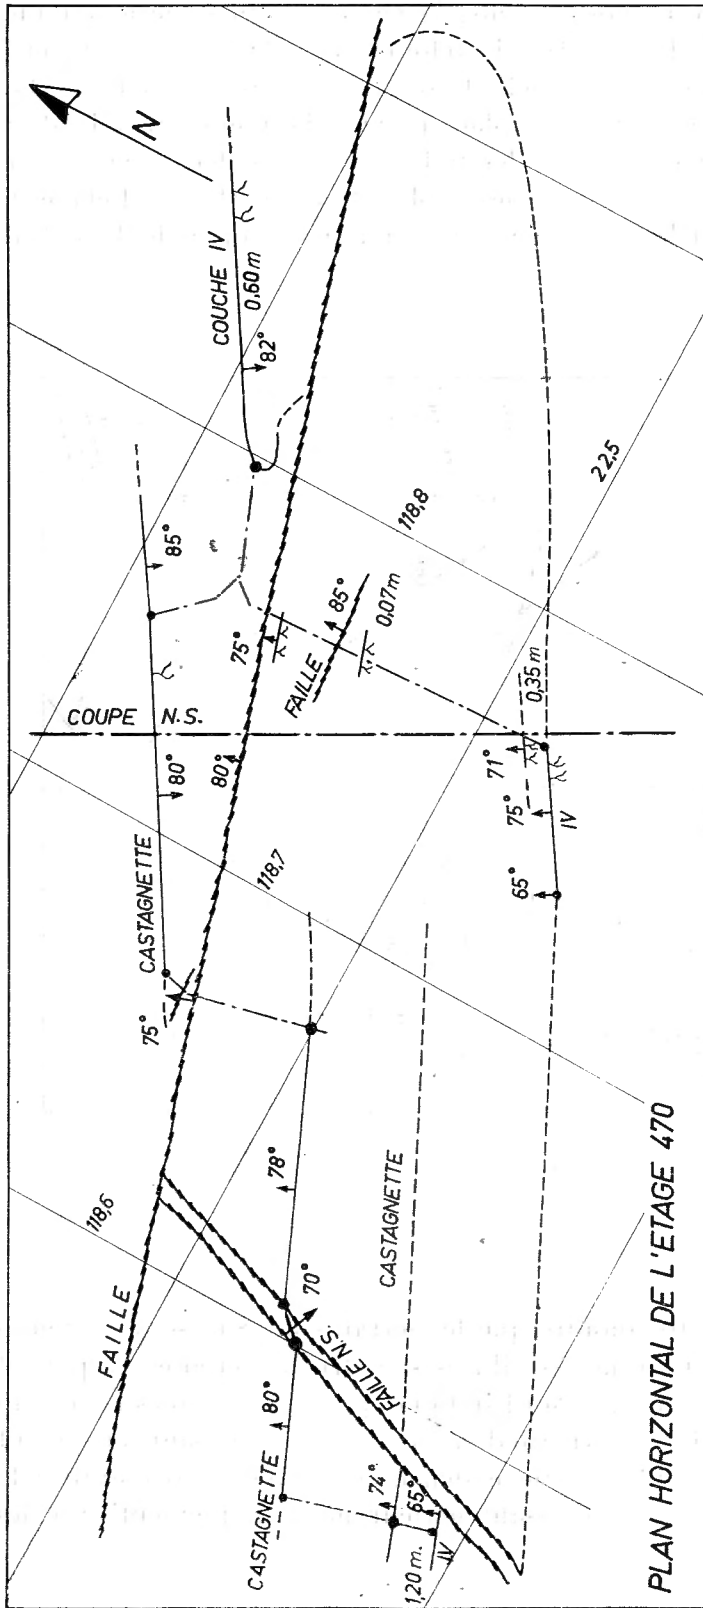 N
COUCHE IV
0,60 m
82°
85°
COUPE N.S.
80°
CASTAGNETTE
75°
75°
80°
FAILLE
85°
0,07m
118,8
22,5
118,7
0,35 m
71°
75°
IV
65°
118,6
FAILLE
78°
70°
FAILLE N.S.
CASTAGNETTE
80°
CASTAGNETTE
74°
65°
1,20 m.
IV
PLAN HORIZONTAL DE L'ETAGE 470